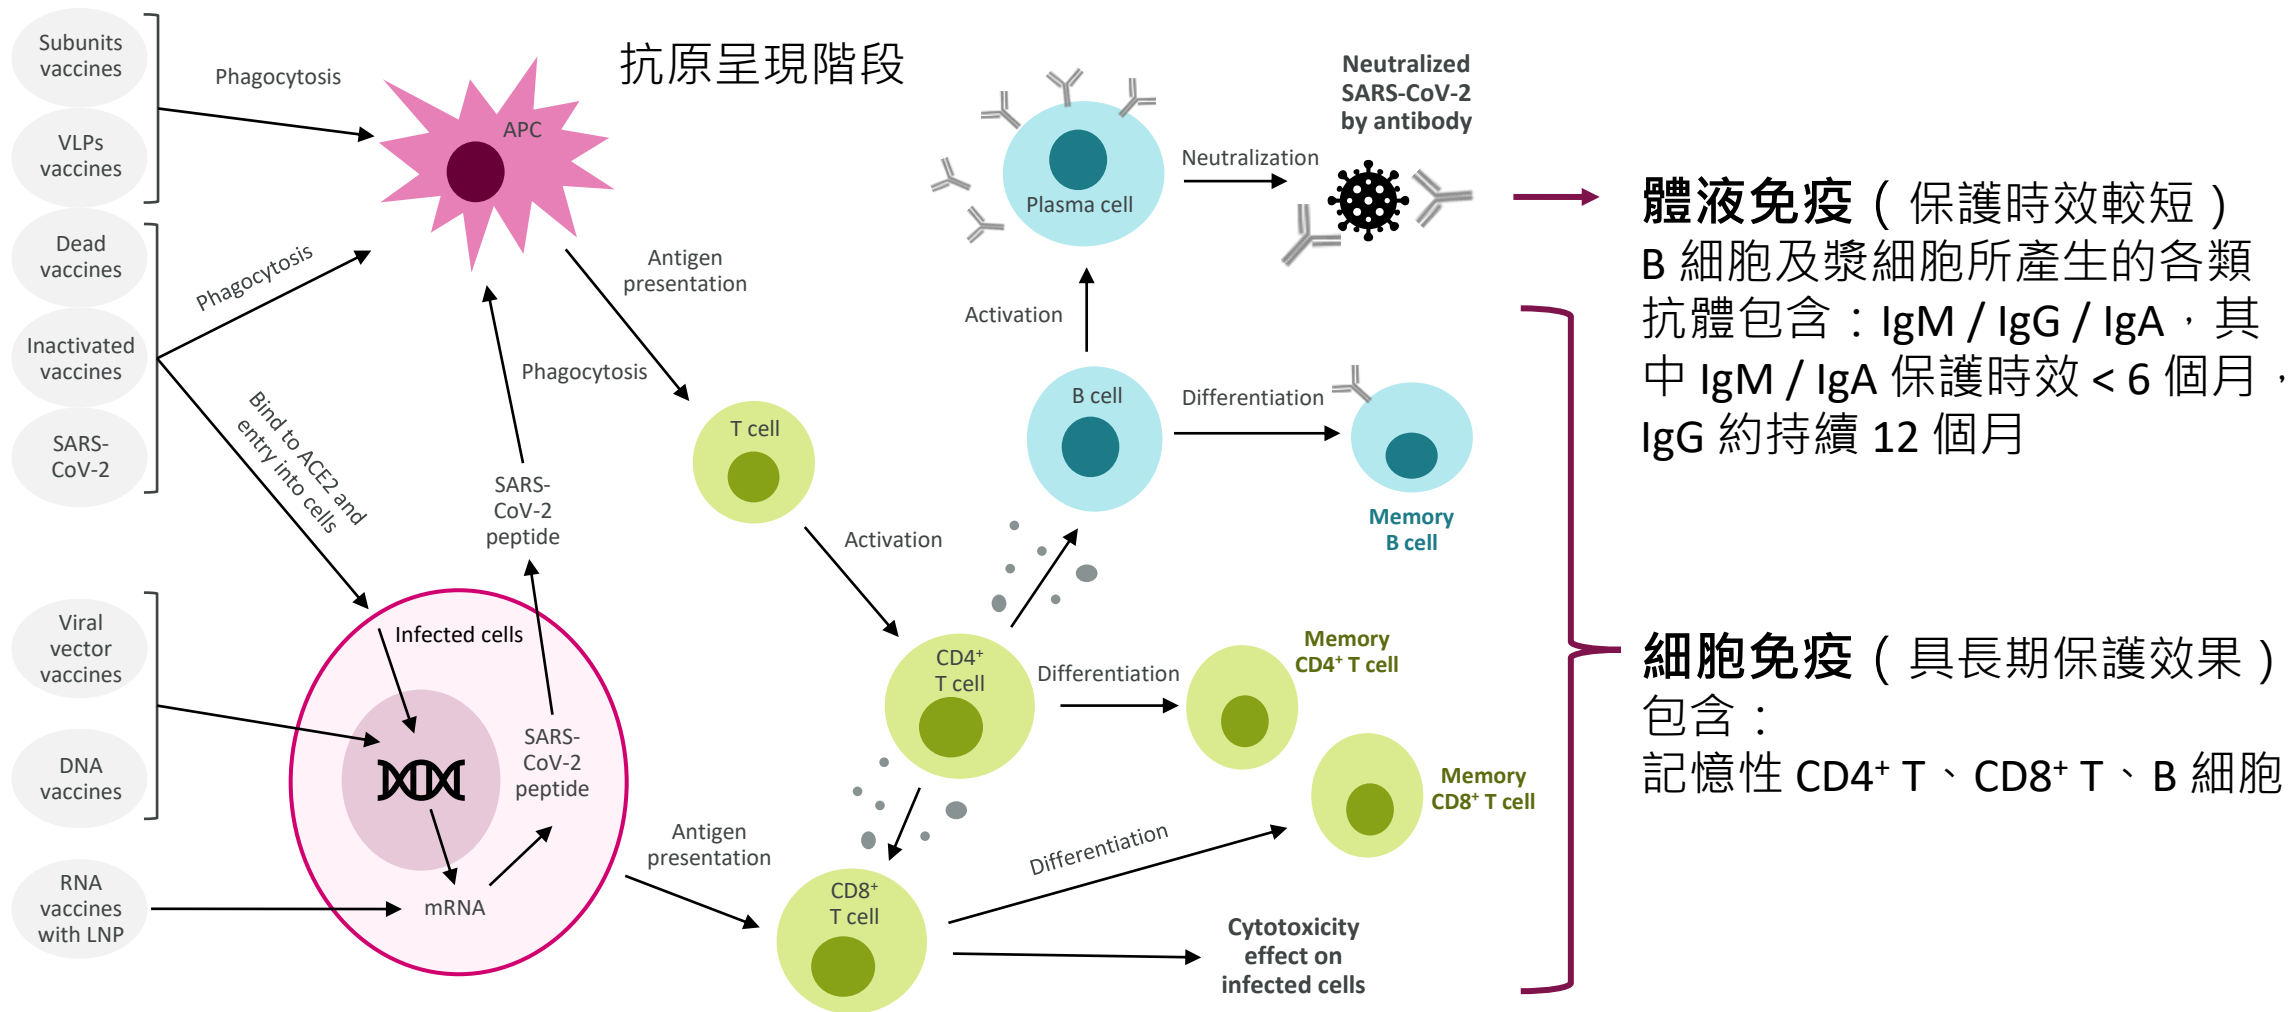 Subunits
vaccines
VLPs
vaccines
Dead
vaccines
Inactivated
vaccines
SARS-
CoV-2
Viral
vector
vaccines
DNA
vaccines
RNA
vaccines
with LNP
Phagocytosis
Phagocytosis
Bind to ACE2 and
entry into cells
APC
抗原呈現階段
Phagocytosis
SARS-
CoV-2
peptide
Infected cells
SARS-
CoV-2
peptide
mRNA
Antigen
presentation
T cell
Activation
Antigen
presentation
CD4⁺
T cell
CD8⁺
T cell
Differentiation
Memory
CD4⁺ T cell
Differentiation
Memory
CD8⁺ T cell
Cytotoxicity
effect on
infected cells
B cell
Activation
Differentiation
Memory
B cell
Plasma cell
Neutralization
Neutralized
SARS-CoV-2
by antibody
體液免疫（保護時效較短）
B 細胞及漿細胞所產生的各類
抗體包含：IgM / IgG / IgA，其
中 IgM / IgA 保護時效 < 6 個月，
IgG 約持續 12 個月
細胞免疫（具長期保護效果）
包含：
記憶性 CD4⁺ T、CD8⁺ T、B 細胞